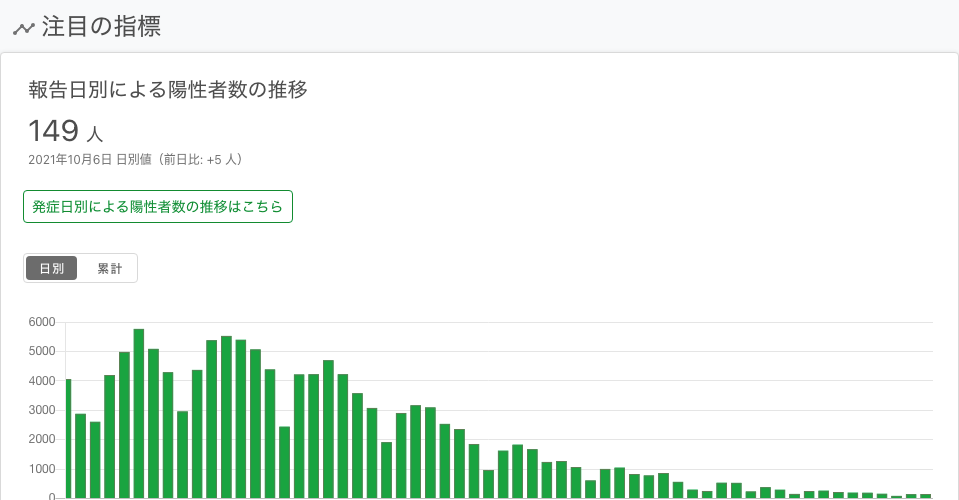 注目の指標
報告日別による陽性者数の推移
149 人
2021年10月6日 日別値（前日比: +5 人）
発症日別による陽性者数の推移はこちら
日別 累計
6000
5000
4000
3000
2000
1000
0